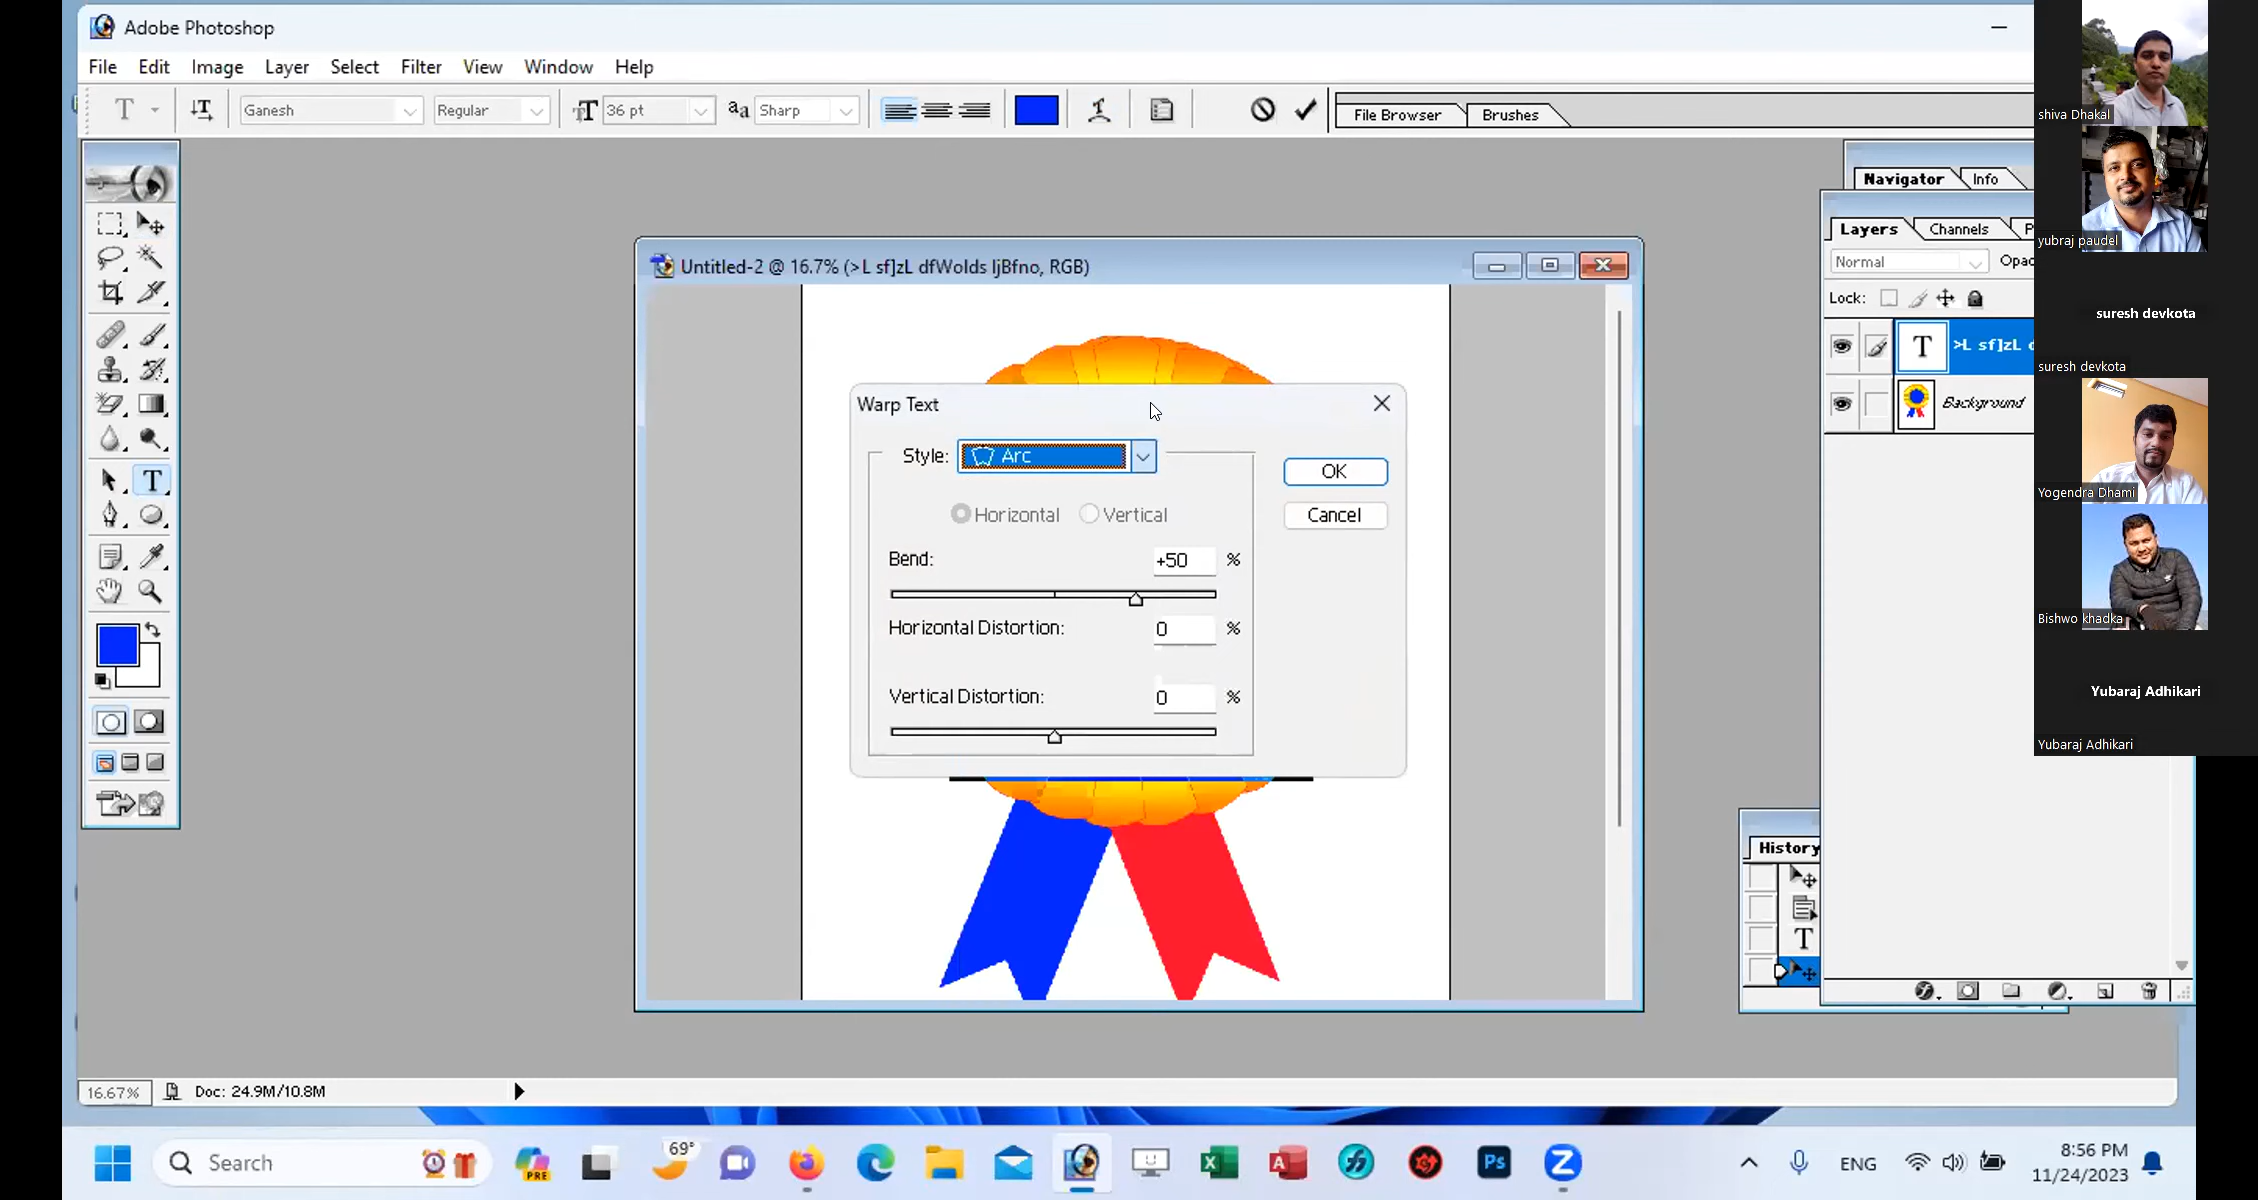 Adobe Photoshop
File Edit Image Layer Select Filter View Window Help
Ganesh Regular 36 pt aa Sharp File Browser Brushes
Navigator Info
Layers Channels P
Normal Opac
Lock:
T >L sf]zL d
Background
Untitled-2 @ 16.7% (>L sf]zL dfWolds ljBfno, RGB)
Warp Text
Style: Arc
OK
Horizontal Vertical
Cancel
Bend: +50 %
Horizontal Distortion: 0 %
Vertical Distortion: 0 %
History
16.67% Doc: 24.9M/10.8M
shiva Dhakal
yubraj paudel
suresh devkota
suresh devkota
Yogendra Dhami
Bishwo khadka
Yubaraj Adhikari
Yubaraj Adhikari
Search PRE 69° Ps Z ENG 8:56 PM
11/24/2023